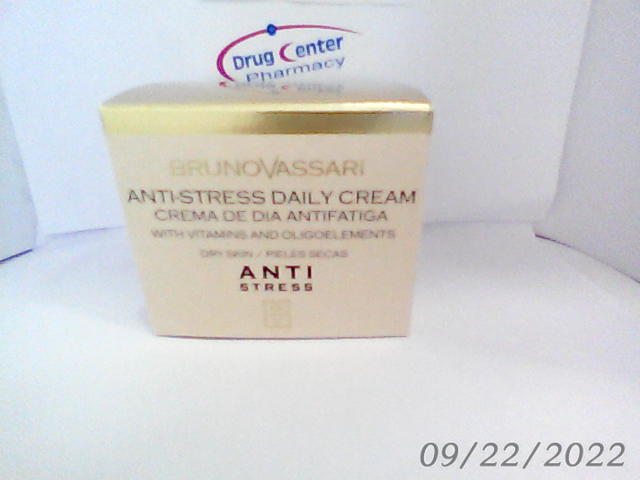 Drug Center
Pharmacy
BRUNOVASSARI
ANTI-STRESS DAILY CREAM
CREMA DE DIA ANTIFATIGA
WITH VITAMINS AND OLIGOELEMENTS
DRY SKIN / PIELES SECAS
ANTI
STRESS
09/22/2022